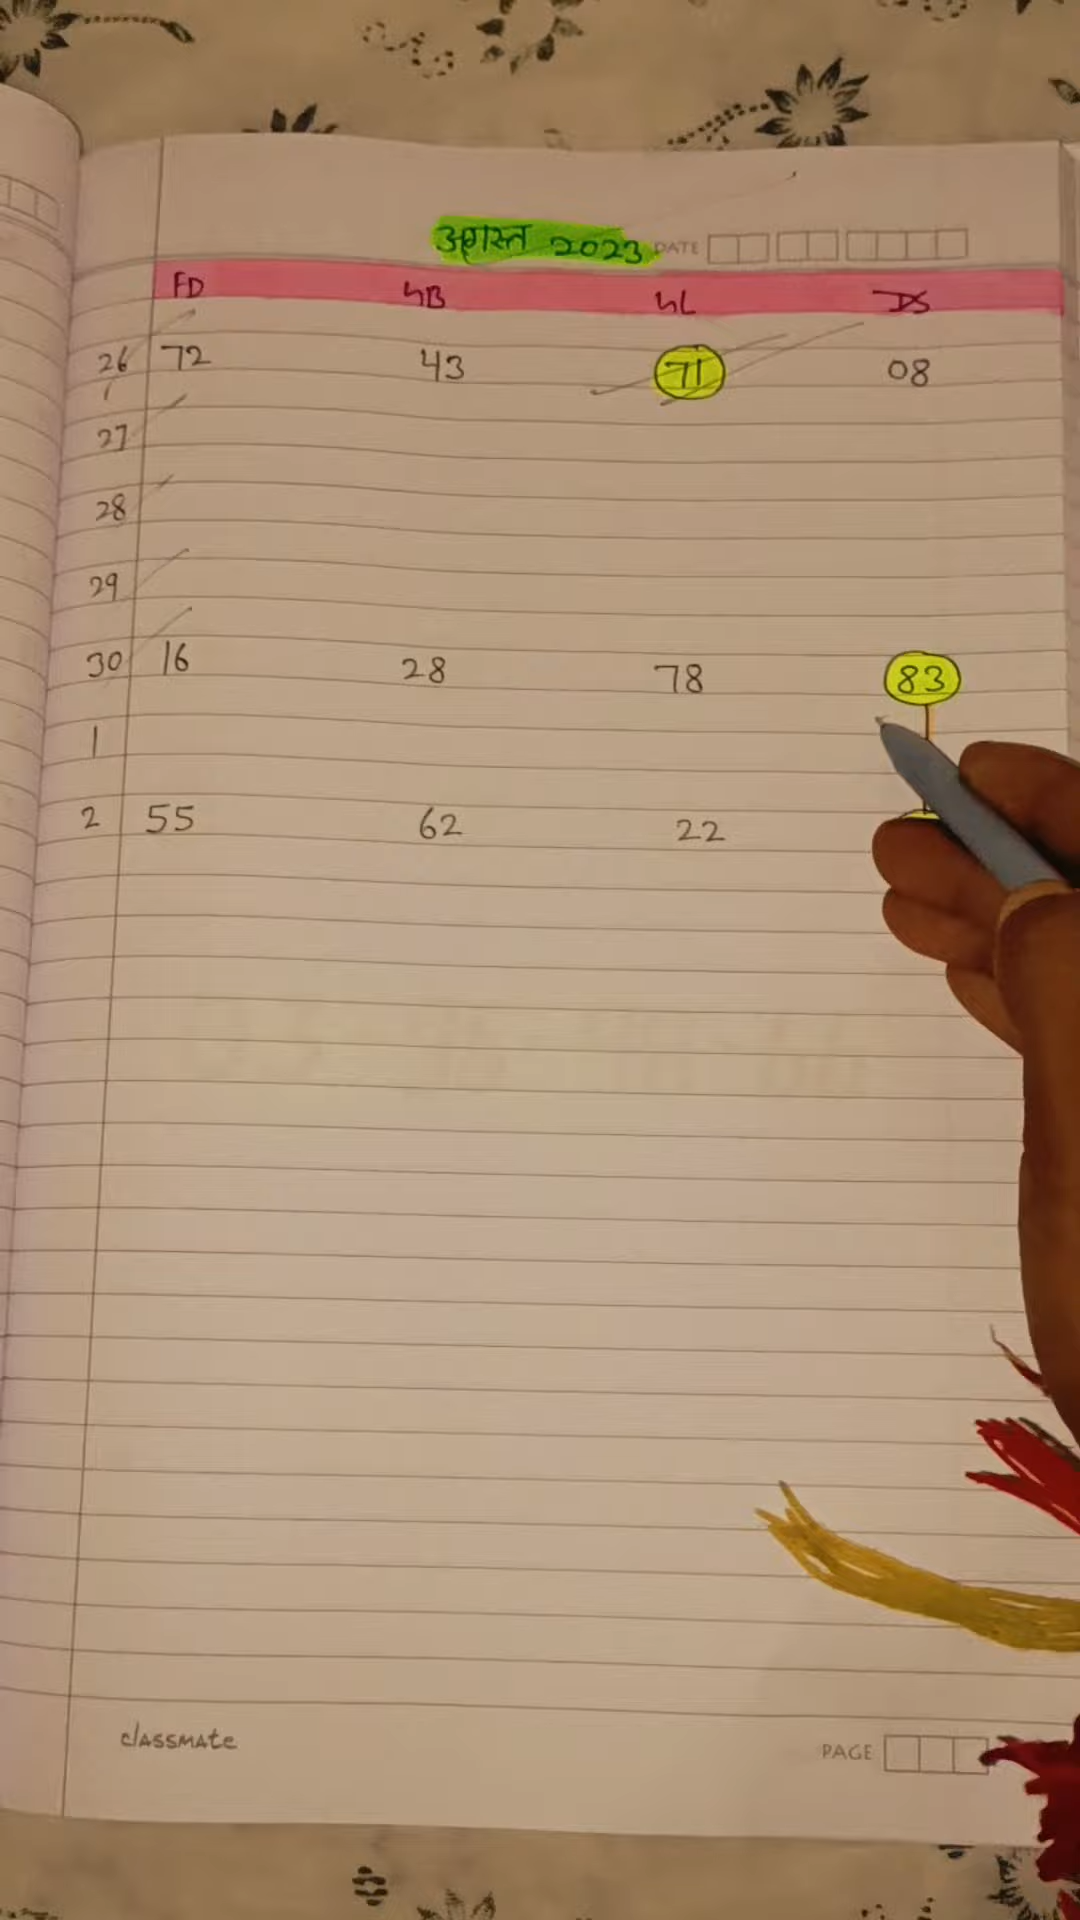 अगस्त 2023 DATE
FD GB GL DS
26 72 43 71 08
27
28
29
30 16 28 78 83
1
2 55 62 22
classmate PAGE